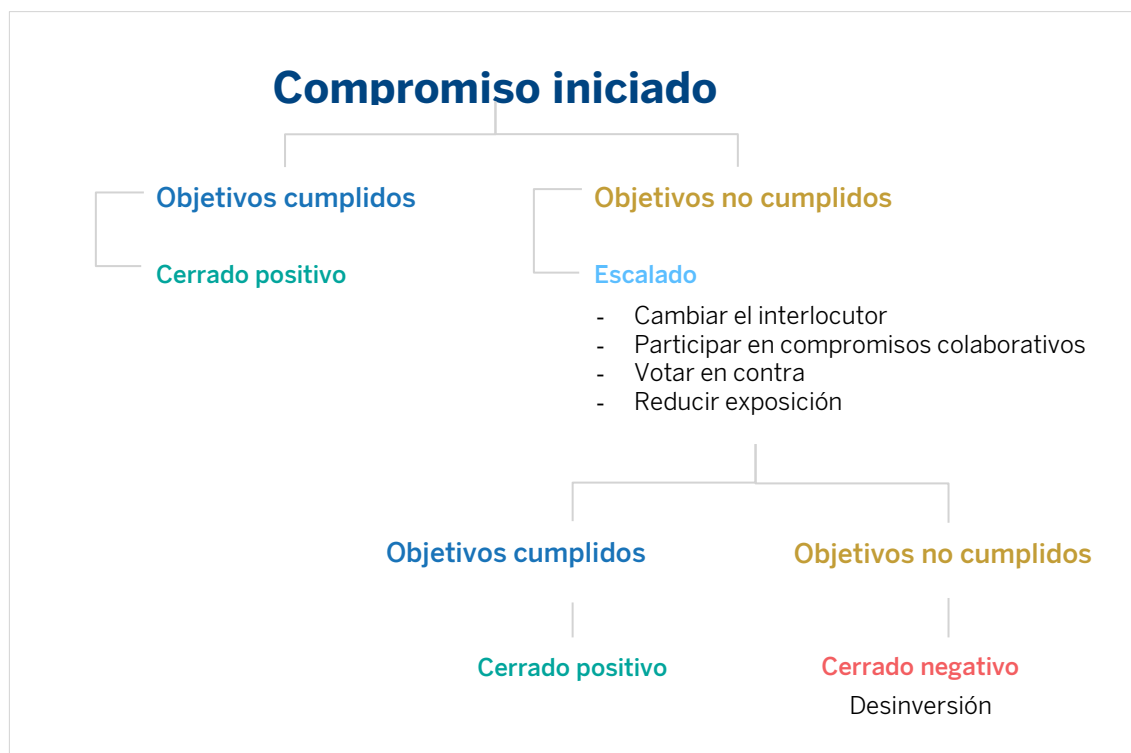 Compromiso iniciado
Objetivos cumplidos
Objetivos no cumplidos
Cerrado positivo
Escalado
- Cambiar el interlocutor
- Participar en compromisos colaborativos
- Votar en contra
- Reducir exposición
Objetivos cumplidos
Objetivos no cumplidos
Cerrado positivo
Cerrado negativo
Desinversión